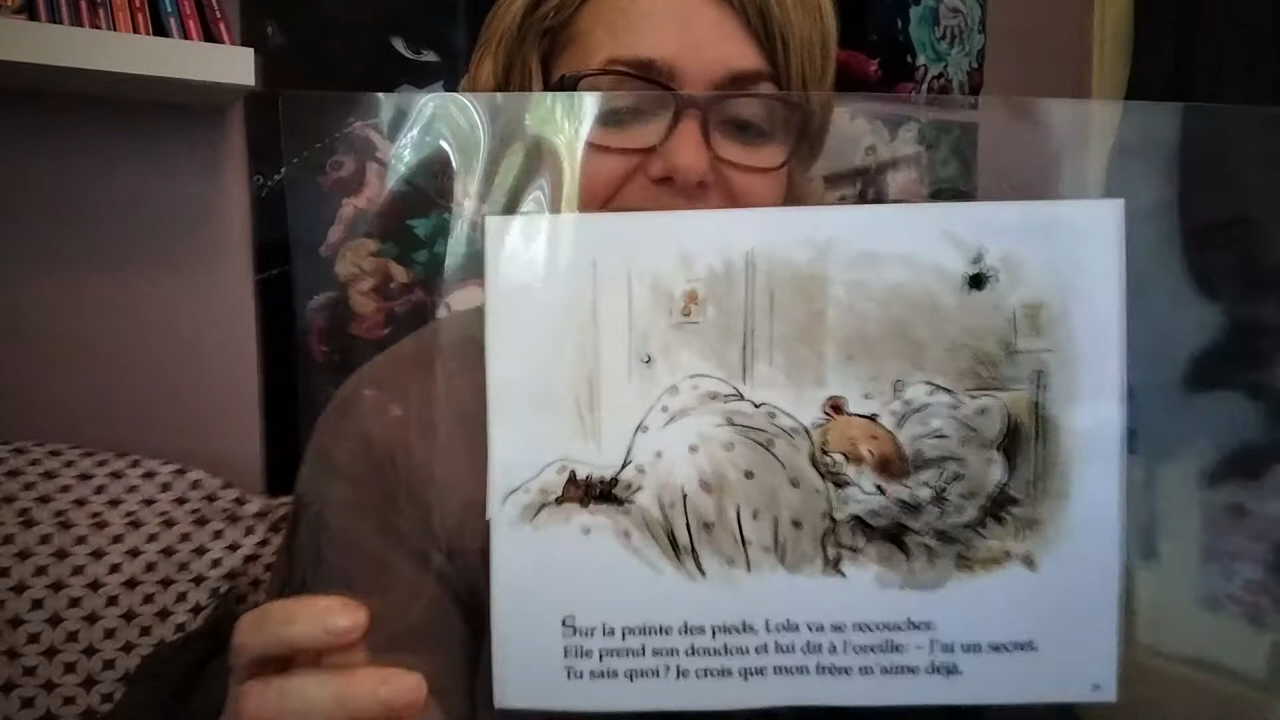 Sur la pointe des pieds, Lola va se recoucher.
Elle prend son doudou et lui dit à l'oreille: – J'ai un secret.
Tu sais quoi? Je crois que mon frère m'aime déjà.